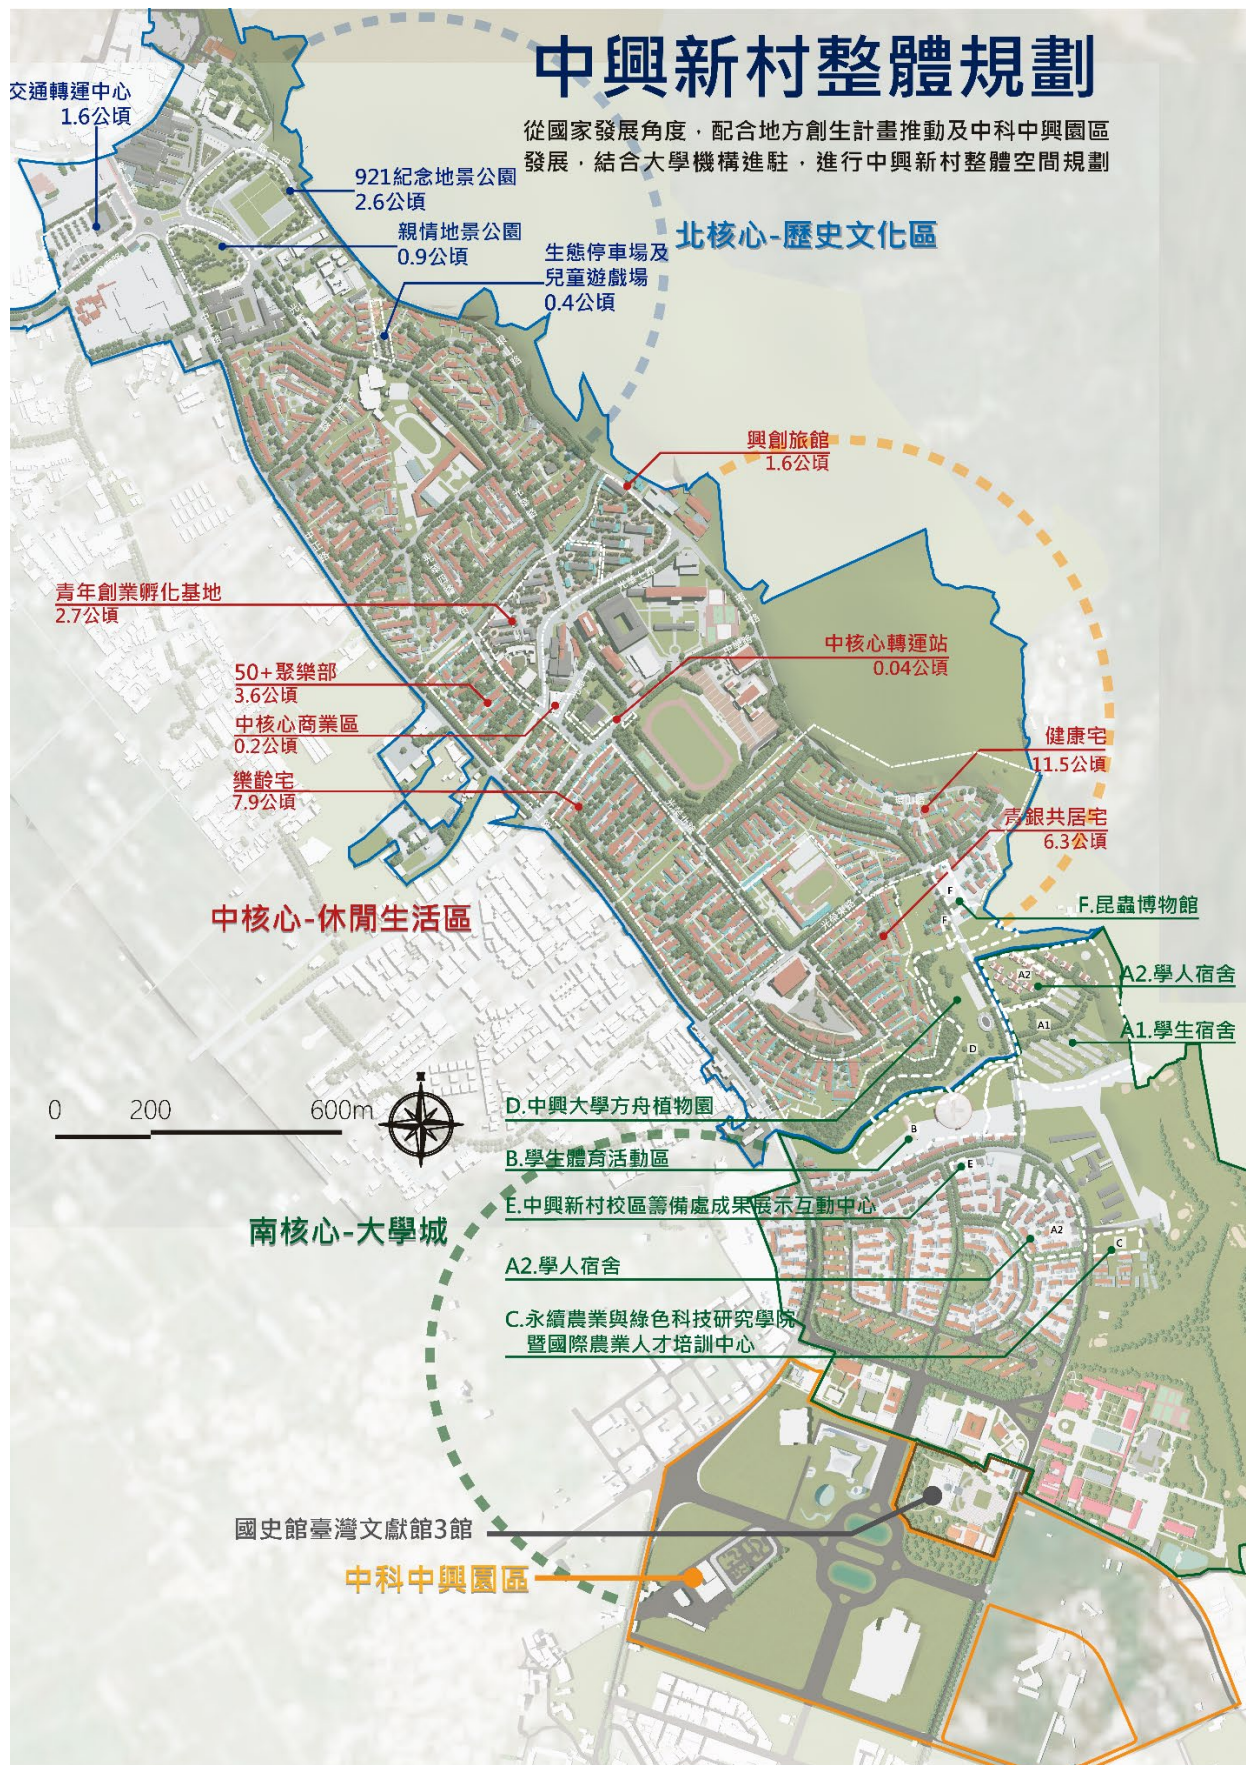 中興新村整體規劃
從國家發展角度，配合地方創生計畫推動及中科中興園區
發展，結合大學機構進駐，進行中興新村整體空間規劃
交通轉運中心
1.6公頃
921紀念地景公園
2.6公頃
親情地景公園
0.9公頃
生態停車場及
兒童遊戲場
0.4公頃
北核心-歷史文化區
興創旅館
1.6公頃
青年創業孵化基地
2.7公頃
中核心轉運站
0.04公頃
50+聚樂部
3.6公頃
中核心商業區
0.2公頃
健康宅
11.5公頃
樂齡宅
7.9公頃
青銀共居宅
6.3公頃
中核心-休閒生活區
F
F
F.昆蟲博物館
A2
A2.學人宿舍
A1
A1.學生宿舍
D
0 200 600m
N
D.中興大學方舟植物園
B
B.學生體育活動區
E
E.中興新村校區籌備處成果展示互動中心
南核心-大學城
A2
C
A2.學人宿舍
C.永續農業與綠色科技研究學院
暨國際農業人才培訓中心
國史館臺灣文獻館3館
中科中興園區